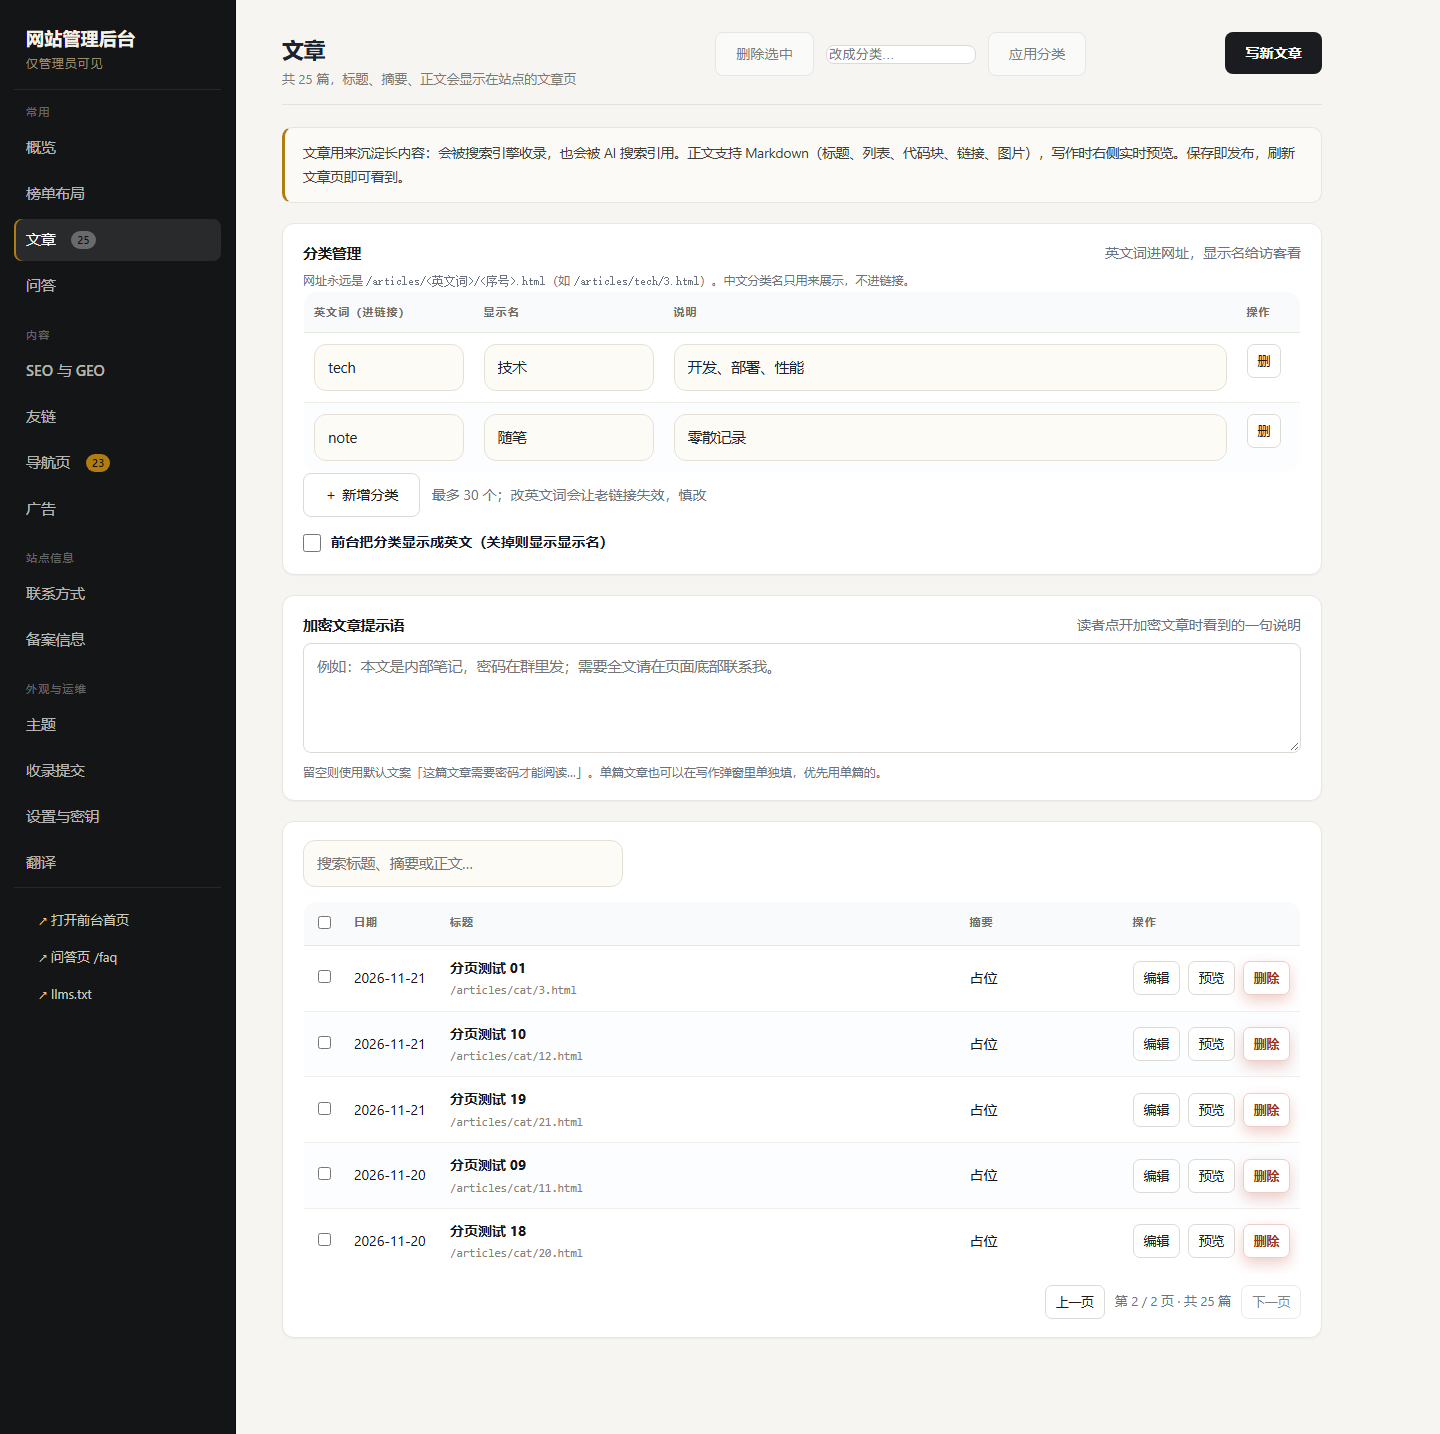 网站管理后台
仅管理员可见
常用
概览
榜单布局
文章 25
问答
内容
SEO 与 GEO
友链
导航页 23
广告
站点信息
联系方式
备案信息
外观与运维
主题
收录提交
设置与密钥
翻译
↗ 打开前台首页
↗ 问答页 /faq
↗ llms.txt
文章
共 25 篇，标题、摘要、正文会显示在站点的文章页
删除选中 改成分类... 应用分类 写新文章
文章用来沉淀长内容：会被搜索引擎收录，也会被 AI 搜索引用。正文支持 Markdown（标题、列表、代码块、链接、图片），写作时右侧实时预览。保存即发布，刷新
文章页即可看到。
分类管理 英文词进网址，显示名给访客看
网址永远是 /articles/<英文词>/<序号>.html（如 /articles/tech/3.html）。中文分类名只用来展示，不进链接。
英文词（进链接） 显示名 说明 操作
tech 技术 开发、部署、性能 删
note 随笔 零散记录 删
+ 新增分类 最多 30 个；改英文词会让老链接失效，慎改
前台把分类显示成英文（关掉则显示显示名）
加密文章提示语 读者点开加密文章时看到的一句说明
例如：本文是内部笔记，密码在群里发；需要全文请在页面底部联系我。
留空则使用默认文案「这篇文章需要密码才能阅读...」。单篇文章也可以在写作弹窗里单独填，优先用单篇的。
搜索标题、摘要或正文...
日期 标题 摘要 操作
2026-11-21 分页测试 01 占位 编辑 预览 删除
/articles/cat/3.html
2026-11-21 分页测试 10 占位 编辑 预览 删除
/articles/cat/12.html
2026-11-21 分页测试 19 占位 编辑 预览 删除
/articles/cat/21.html
2026-11-20 分页测试 09 占位 编辑 预览 删除
/articles/cat/11.html
2026-11-20 分页测试 18 占位 编辑 预览 删除
/articles/cat/20.html
上一页 第 2 / 2 页 · 共 25 篇 下一页